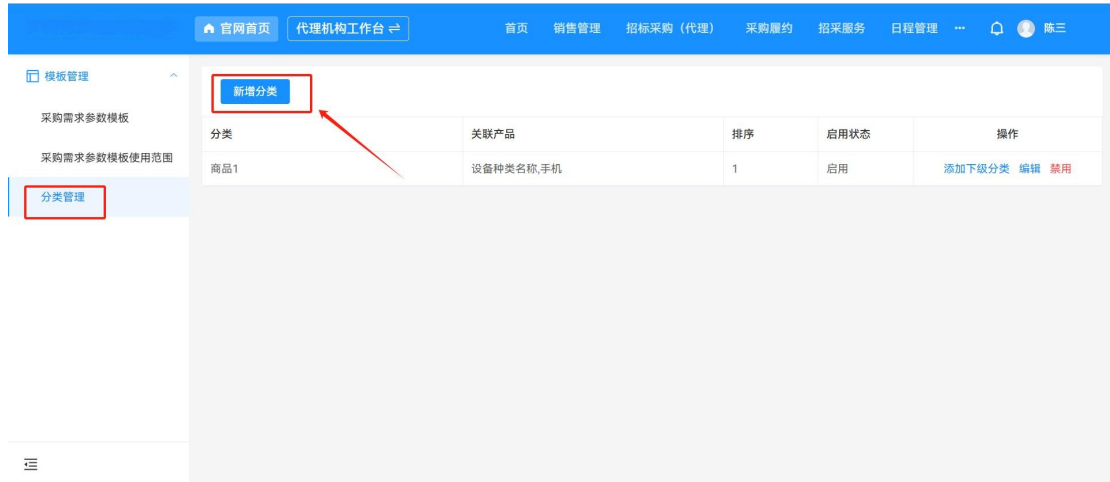 官网首页 代理机构工作台 ⇌ 首页 销售管理 招标采购（代理） 采购履约 招采服务 日程管理 ··· 陈三
模板管理
采购需求参数模板
采购需求参数模板使用范围
分类管理
新增分类
分类 关联产品 排序 启用状态 操作
商品1 设备种类名称,手机 1 启用 添加下级分类 编辑 禁用